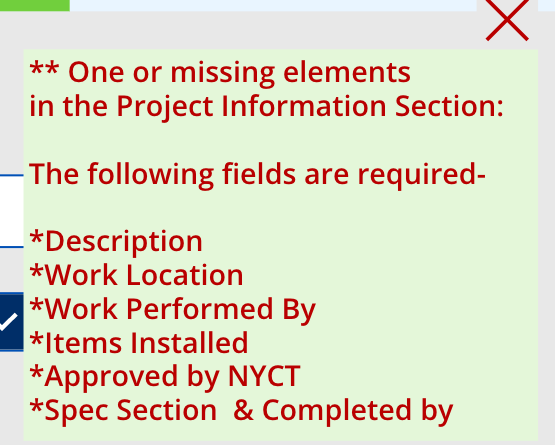 ** One or missing elements
in the Project Information Section:
The following fields are required-
*Description
*Work Location
*Work Performed By
*Items Installed
*Approved by NYCT
*Spec Section  & Completed by